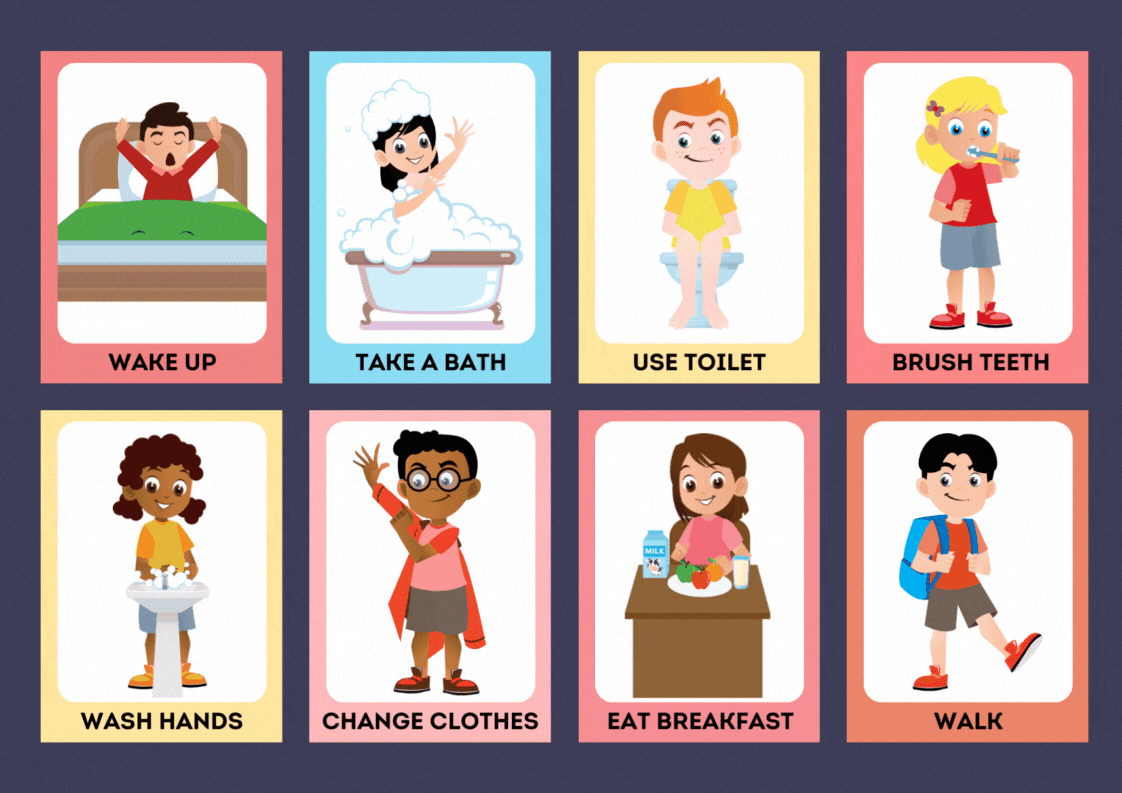 WAKE UP
TAKE A BATH
USE TOILET
BRUSH TEETH
WASH HANDS
CHANGE CLOTHES
MILK
EAT BREAKFAST
WALK